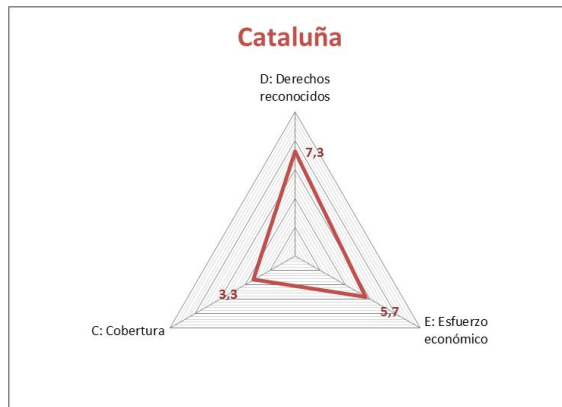 Cataluña
D: Derechos
reconocidos
7,3
3,3
5,7
C: Cobertura
E: Esfuerzo
económico